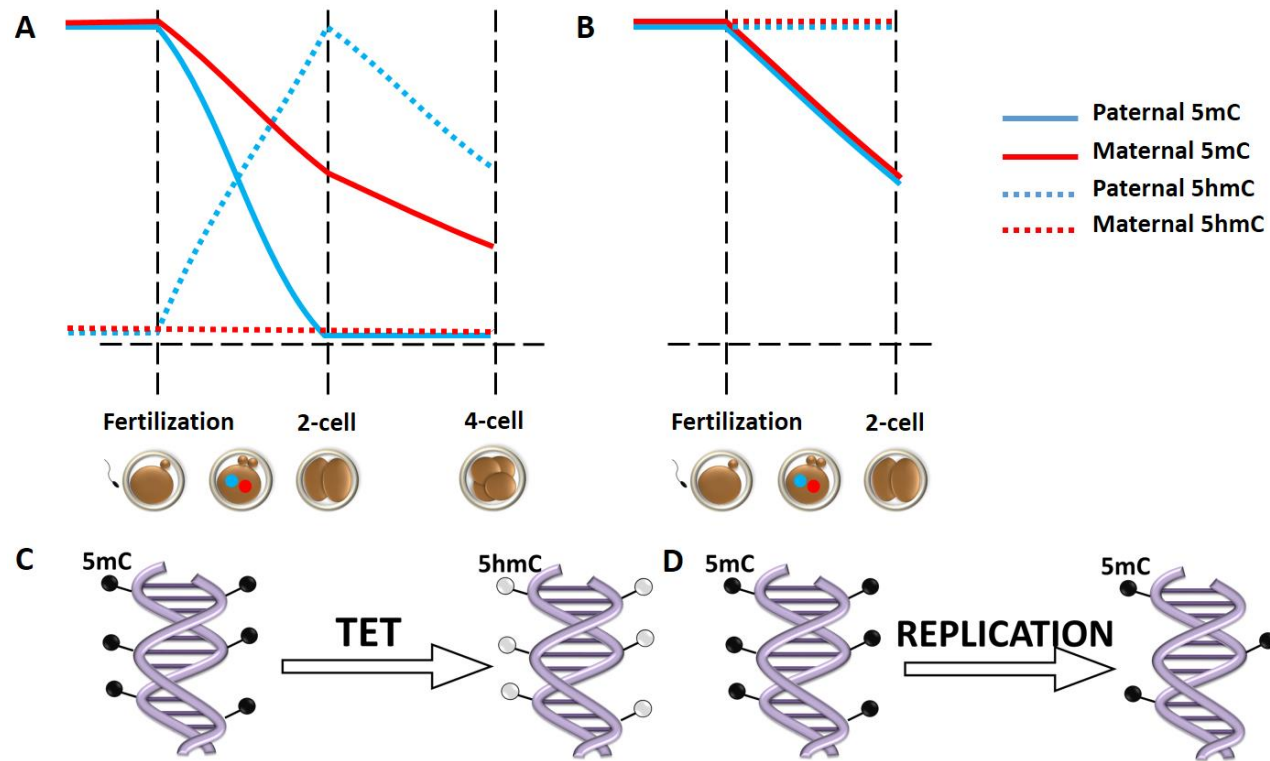 A
B
Paternal 5mC
Maternal 5mC
Paternal 5hmC
Maternal 5hmC
Fertilization 2-cell 4-cell
Fertilization 2-cell
C
5mC
TET
5hmC
D
5mC
REPLICATION
5mC